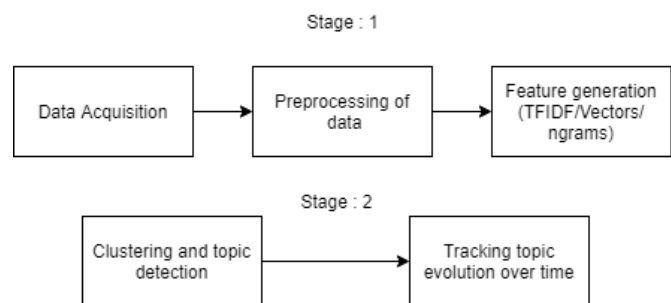 Stage : 1
Data Acquisition
Preprocessing of
data
Feature generation
(TFIDF/Vectors/
ngrams)
Stage : 2
Clustering and topic
detection
Tracking topic
evolution over time